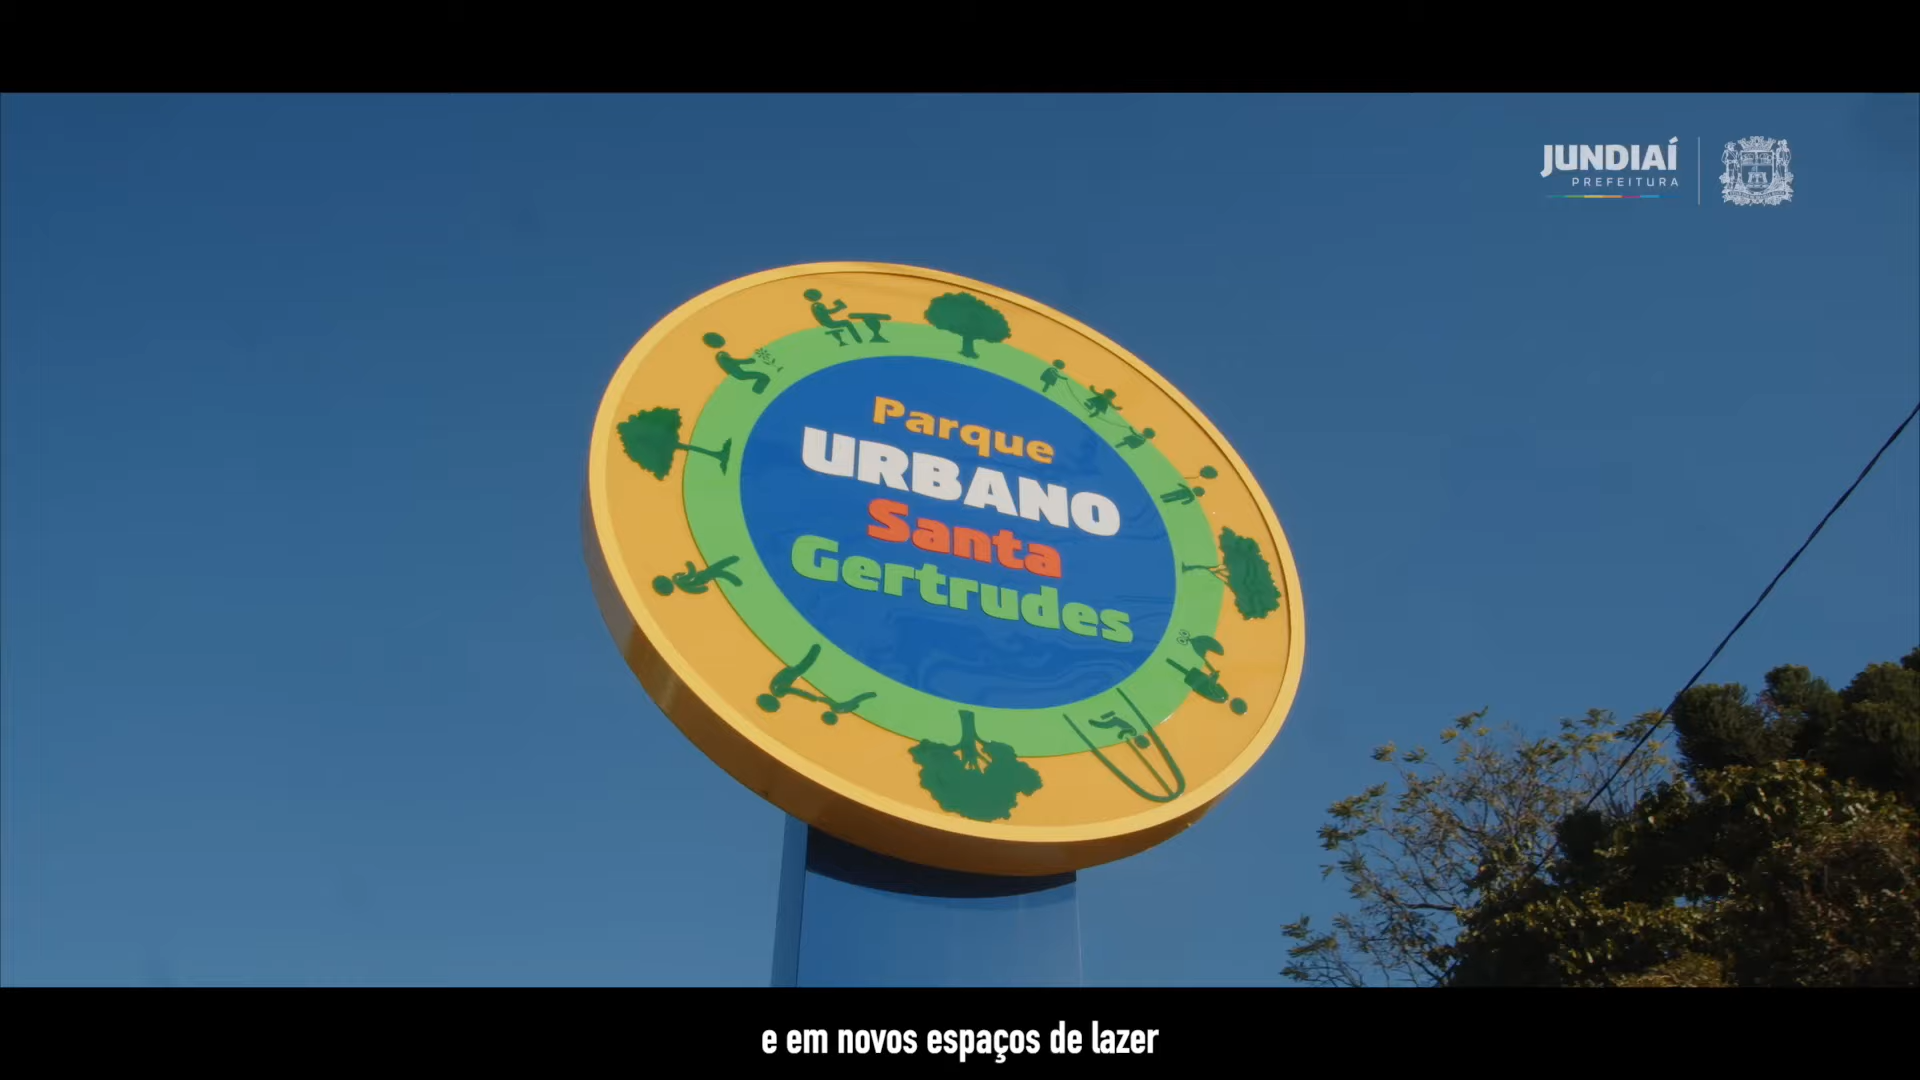 JUNDIAÍ
PREFEITURA
Parque
URBANO
Santa
Gertrudes
e em novos espaços de lazer